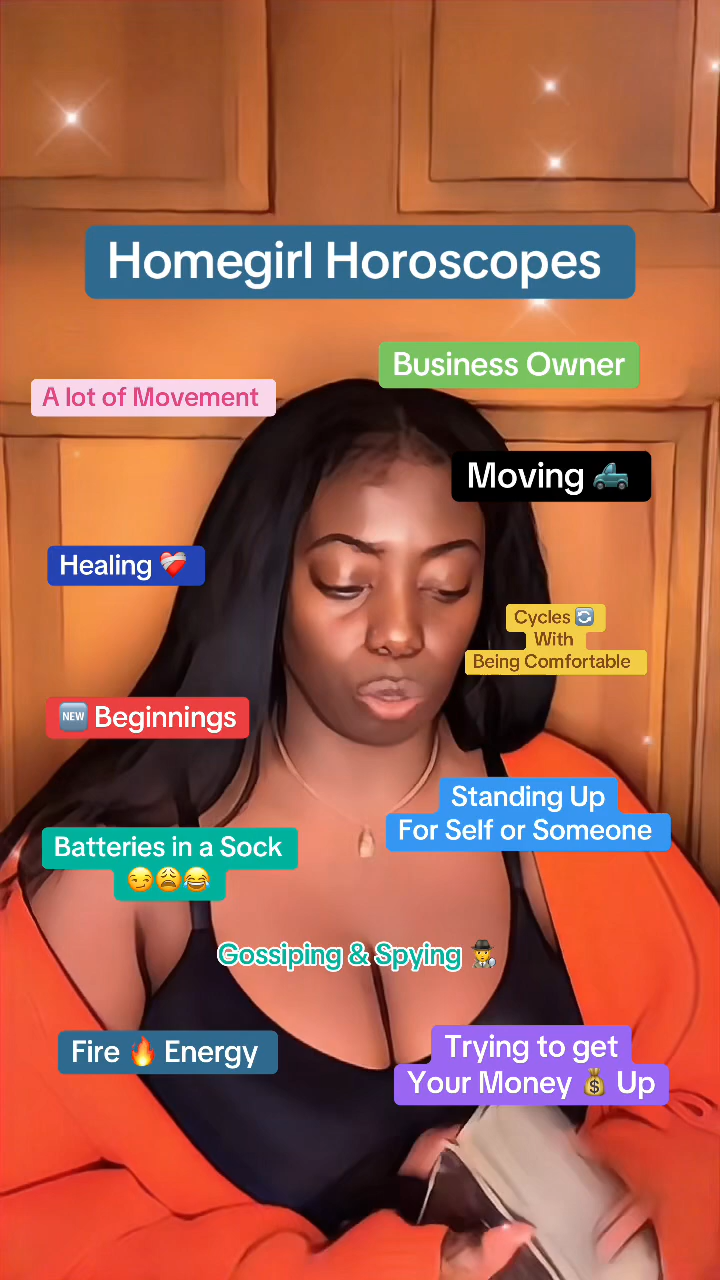 Homegirl Horoscopes
Business Owner
A lot of Movement
Moving 🛻
Healing ❤️‍🩹
Cycles 🔄
With
Being Comfortable
🆕 Beginnings
Standing Up
For Self or Someone
Batteries in a Sock
😏😩😂
Gossiping & Spying 🕵️
Fire 🔥 Energy
Trying to get
Your Money 💰 Up